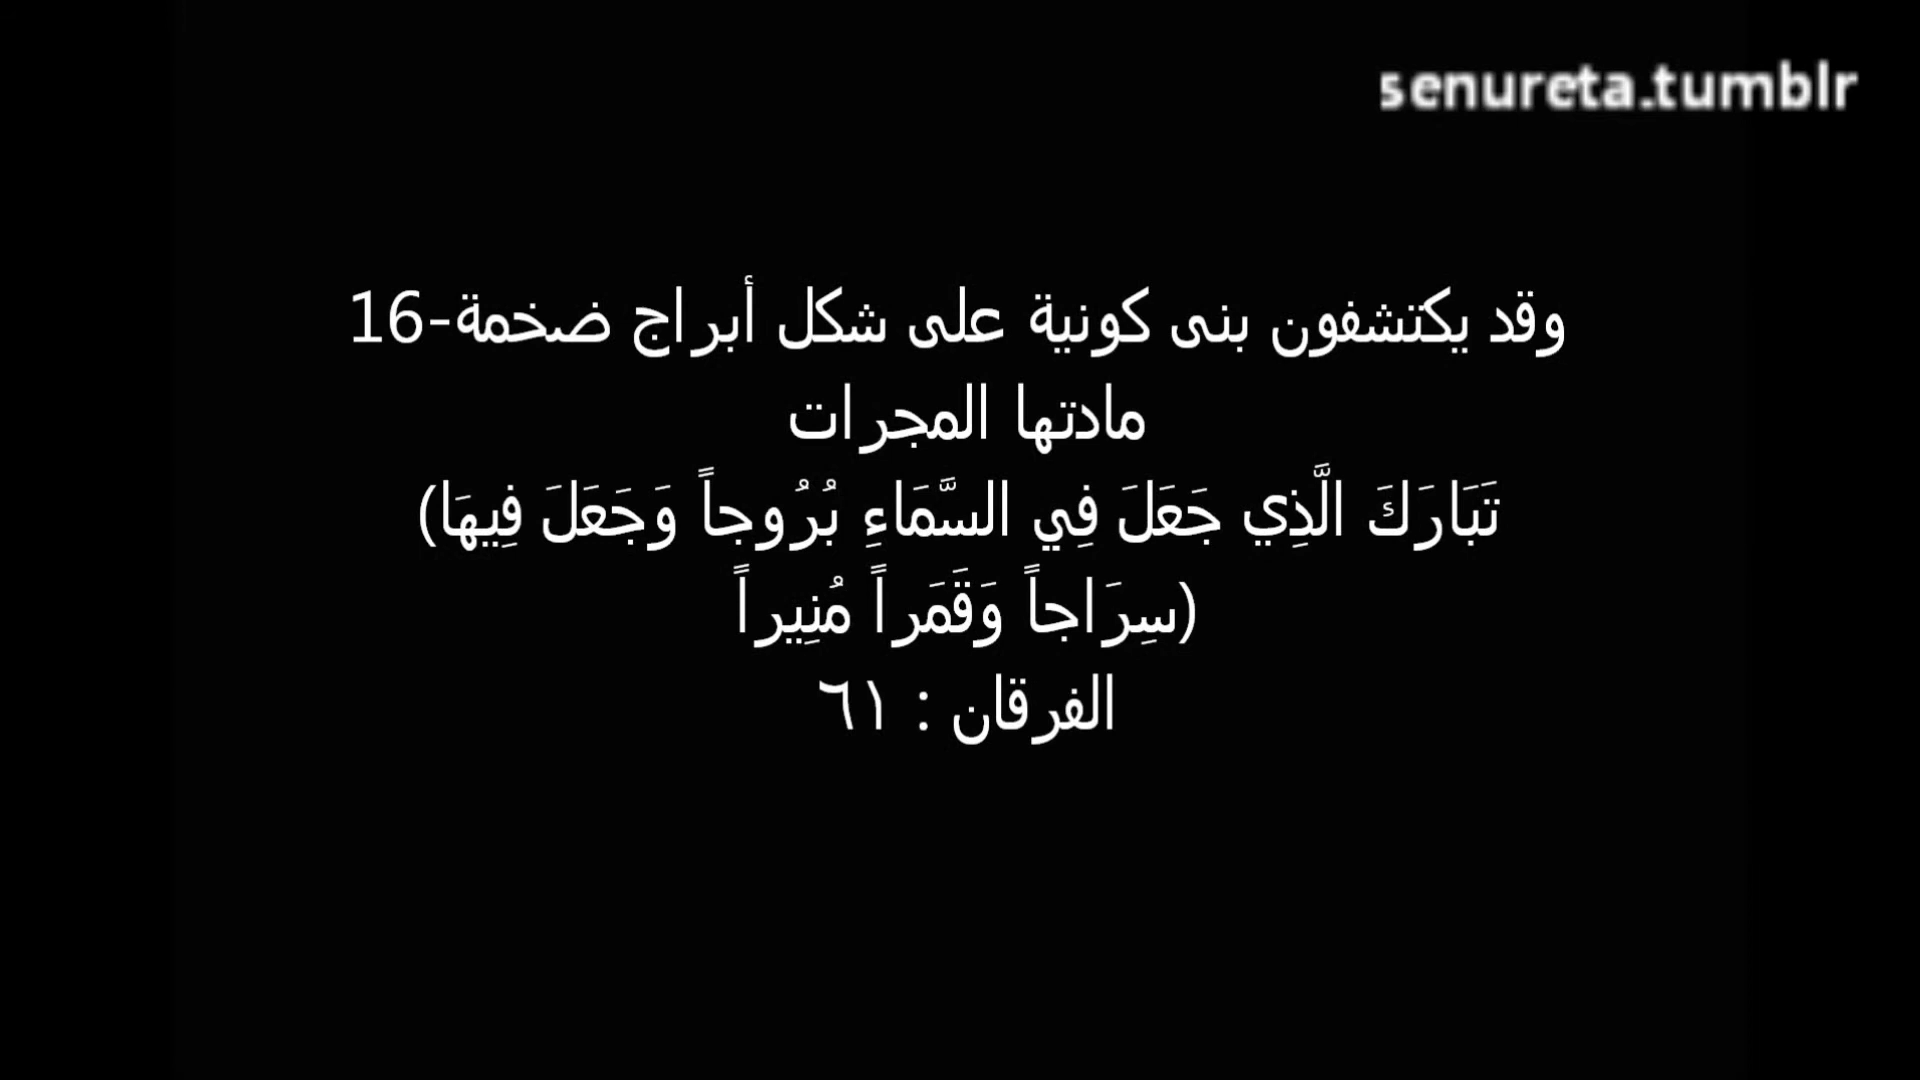 senureta.tumblr
16-وقد يكتشفون بنى كونية على شكل أبراج ضخمة
مادتها المجرات
(تَبَارَكَ الَّذِي جَعَلَ فِي السَّمَاءِ بُرُوجاً وَجَعَلَ فِيهَا
سِرَاجاً وَقَمَراً مُنِيراً)
الفرقان : ٦١